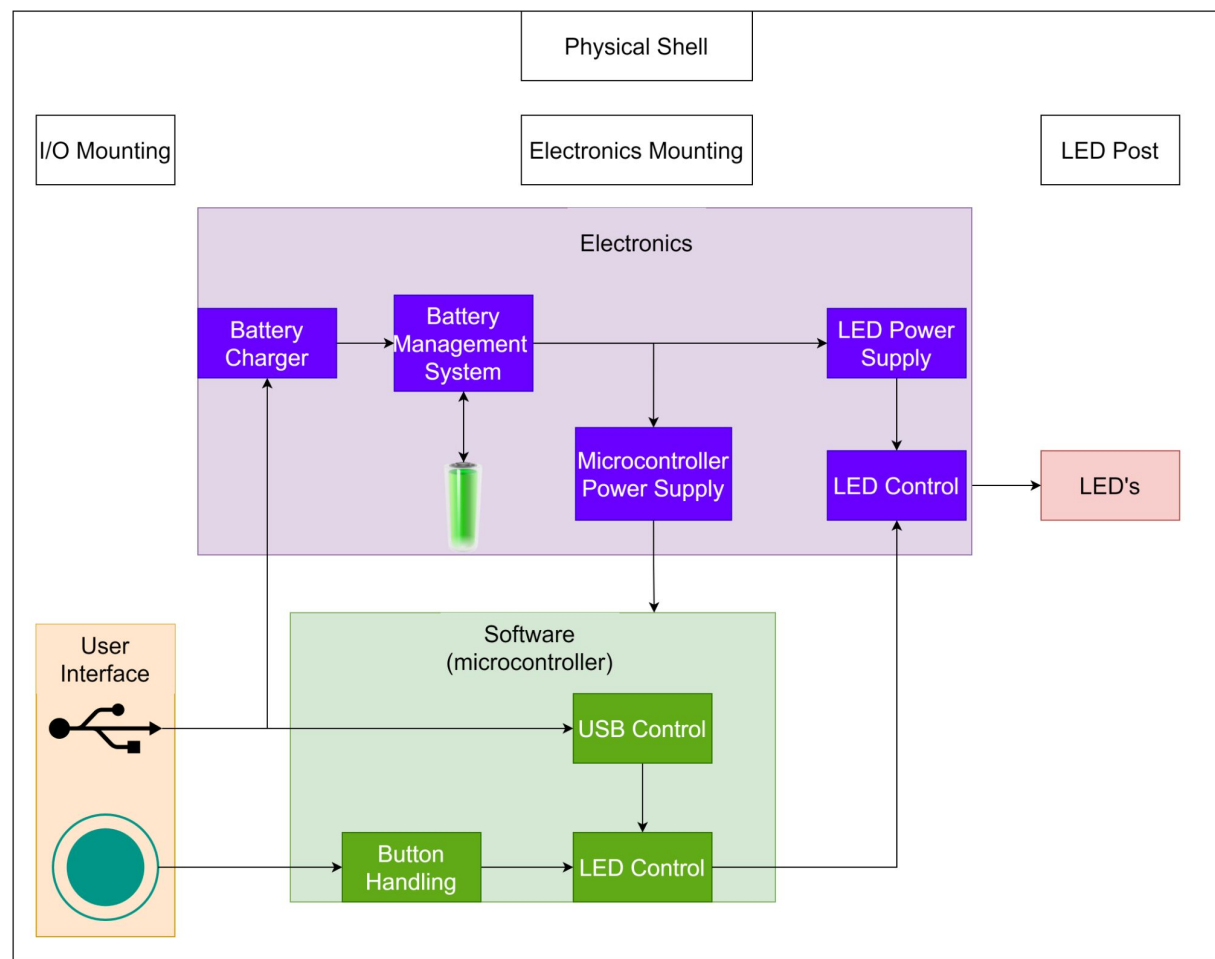 Physical Shell
I/O Mounting
Electronics Mounting
LED Post
Electronics
Battery
Charger
Battery
Management
System
LED Power
Supply
Microcontroller
Power Supply
LED Control
LED's
User
Interface
Software
(microcontroller)
USB Control
Button
Handling
LED Control